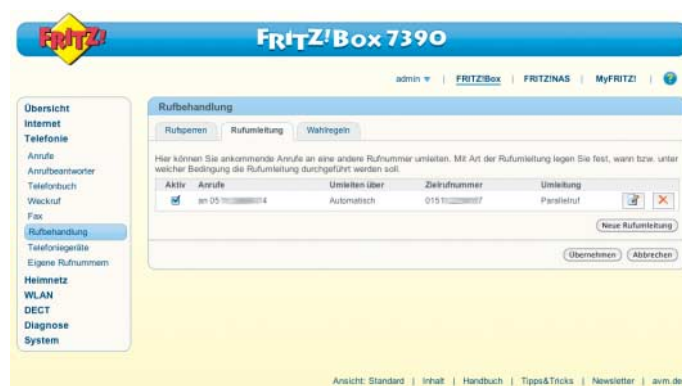 FRITZ!
FRITZ!Box 7390
admin | FRITZ!Box | FRITZ!NAS | MyFRITZ! | ?
Übersicht
Internet
Telefonie
Anrufe
Anrufbeantworter
Telefonbuch
Weckruf
Fax
Rufbehandlung
Telefoniegeräte
Eigene Rufnummern
Heimnetz
WLAN
DECT
Diagnose
System
Rufbehandlung
Rufsperren Rufumleitung Wahlregeln
Hier können Sie ankommende Anrufe an eine andere Rufnummer umleiten. Mit Art der Rufumleitung legen Sie fest, wann bzw. unter
welcher Bedingung die Rufumleitung durchgeführt werden soll.
Aktiv Anrufe Umleiten über Zielrufnummer Umleitung
an 05 Automatisch 0151 Parallelruf
Neue Rufumleitung
Übernehmen Abbrechen
Ansicht: Standard | Inhalt | Handbuch | Tipps&Tricks | Newsletter | avm.de